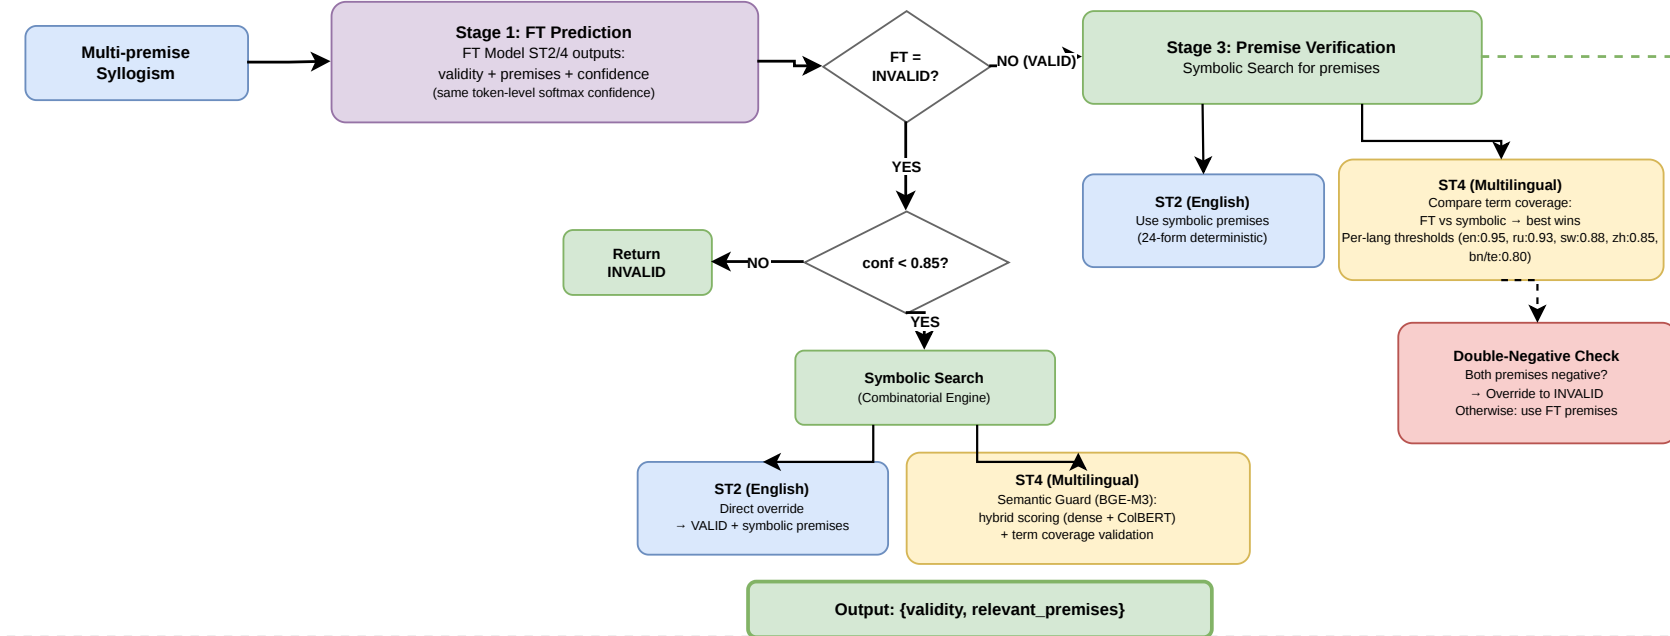 Multi-premise
Syllogism
Stage 1: FT Prediction
FT Model ST2/4 outputs:
validity + premises + confidence
(same token-level softmax confidence)
FT =
INVALID?
NO (VALID)
Stage 3: Premise Verification
Symbolic Search for premises
YES
ST2 (English)
Use symbolic premises
(24-form deterministic)
ST4 (Multilingual)
Compare term coverage:
FT vs symbolic → best wins
Per-lang thresholds (en:0.95, ru:0.93, sw:0.88, zh:0.85,
bn/te:0.80)
Return
INVALID
NO
conf < 0.85?
YES
Double-Negative Check
Both premises negative?
→ Override to INVALID
Otherwise: use FT premises
Symbolic Search
(Combinatorial Engine)
ST2 (English)
Direct override
→ VALID + symbolic premises
ST4 (Multilingual)
Semantic Guard (BGE-M3):
hybrid scoring (dense + ColBERT)
+ term coverage validation
Output: {validity, relevant_premises}